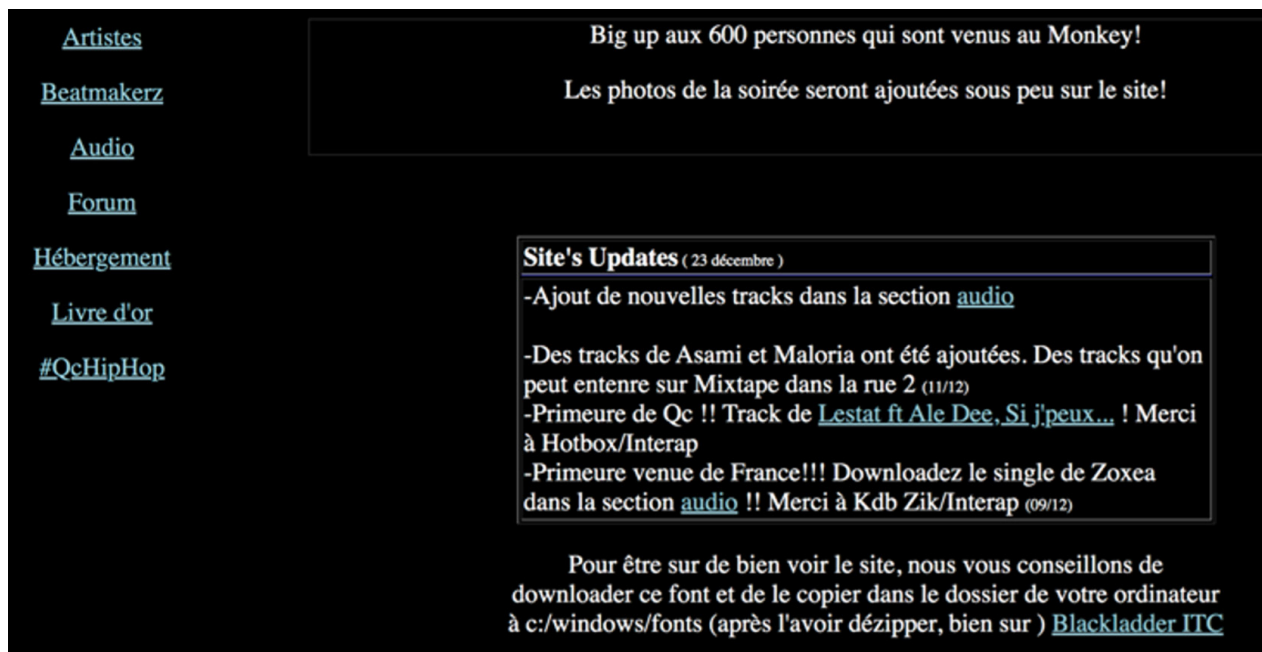 Artistes
Beatmakerz
Audio
Forum
Hébergement
Livre d'or
#QcHipHop
Big up aux 600 personnes qui sont venus au Monkey!
Les photos de la soirée seront ajoutées sous peu sur le site!
Site's Updates ( 23 décembre )
-Ajout de nouvelles tracks dans la section audio
-Des tracks de Asami et Maloria ont été ajoutées. Des tracks qu'on
peut entenre sur Mixtape dans la rue 2 (11/12)
-Primeure de Qc !! Track de Lestat ft Ale Dee, Si j'peux... ! Merci
à Hotbox/Interap
-Primeure venue de France!!! Downloadez le single de Zoxea
dans la section audio !! Merci à Kdb Zik/Interap (09/12)
Pour être sur de bien voir le site, nous vous conseillons de
downloader ce font et de le copier dans le dossier de votre ordinateur
à c:/windows/fonts (après l'avoir dézipper, bien sur ) Blackladder ITC